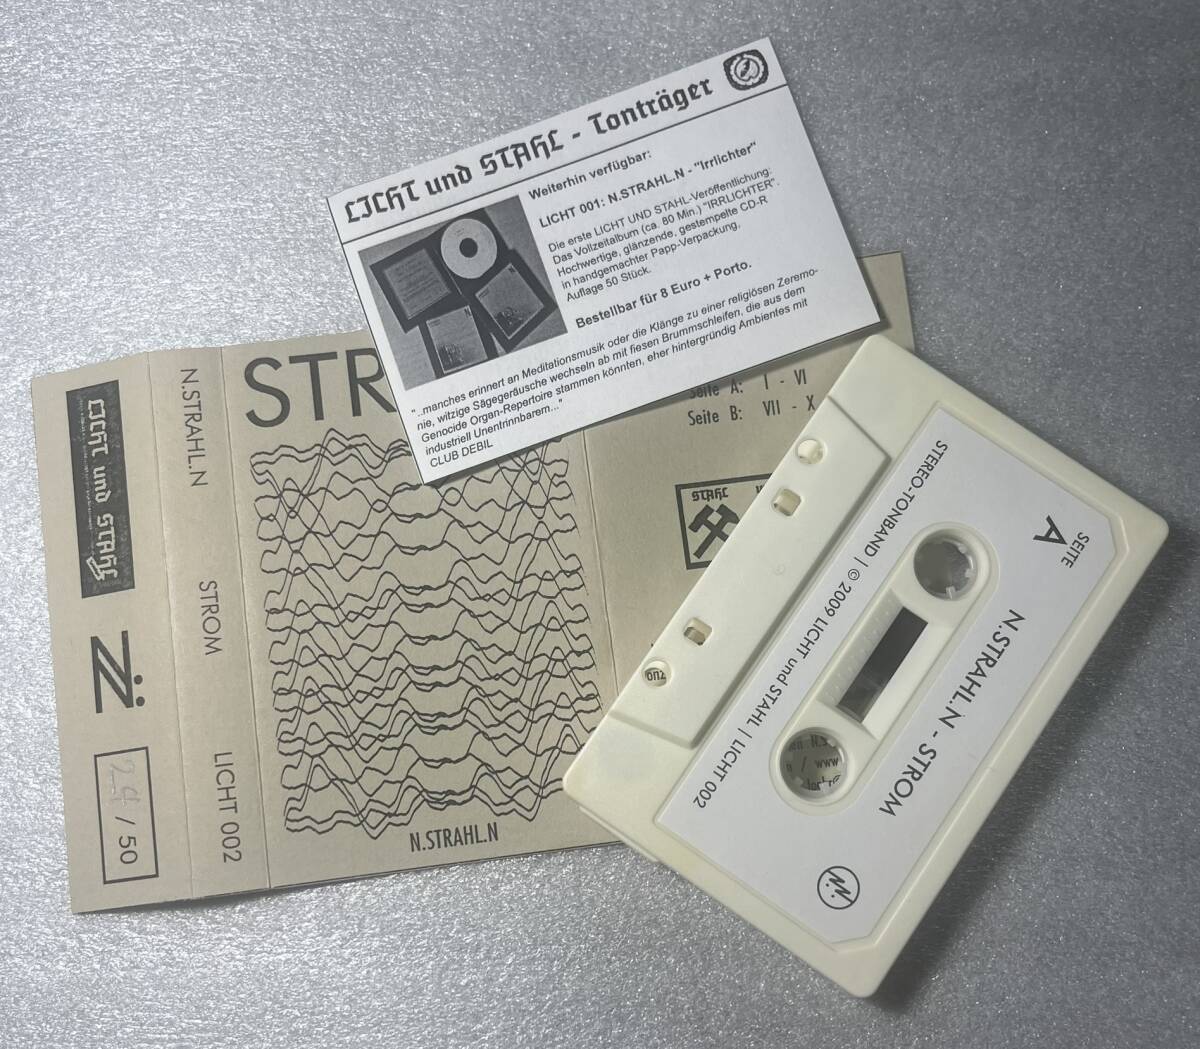 LICHT und STAHL - Tonträger
Weiterhin verfügbar:
LICHT 001: N.STRAHL.N - "Irrlichter"
Die erste LICHT UND STAHL-Veröffentlichung:
Das Vollzeitalbum (ca. 80 Min.) "IRRLICHTER".
Hochwertige, glänzende, gestempelte CD-R
in handgemachter Papp-Verpackung,
Auflage 50 Stück.
Bestellbar für 8 Euro + Porto.
"...manches erinnert an Meditationsmusik oder die Klänge zu einer religiösen Zeremo-
nie, witzige Sägegeräusche wechseln ab mit fiesen Brummschleifen, die aus dem
Genocide Organ-Repertoire stammen könnten, eher hintergründig Ambientes mit
industriell Unentrinnbarem..."
CLUB DEBIL
LICHT und STAHL
N̈
24 / 50
N.STRAHL.N
STROM
LICHT 002
STR
N.STRAHL.N
Seite A: I - VI
Seite B: VII - X
STAHL
STEREO-TONBAND | © 2009 LICHT und STAHL | LICHT 002
SEITE
A
N.STRAHL.N - STROM
N.
www